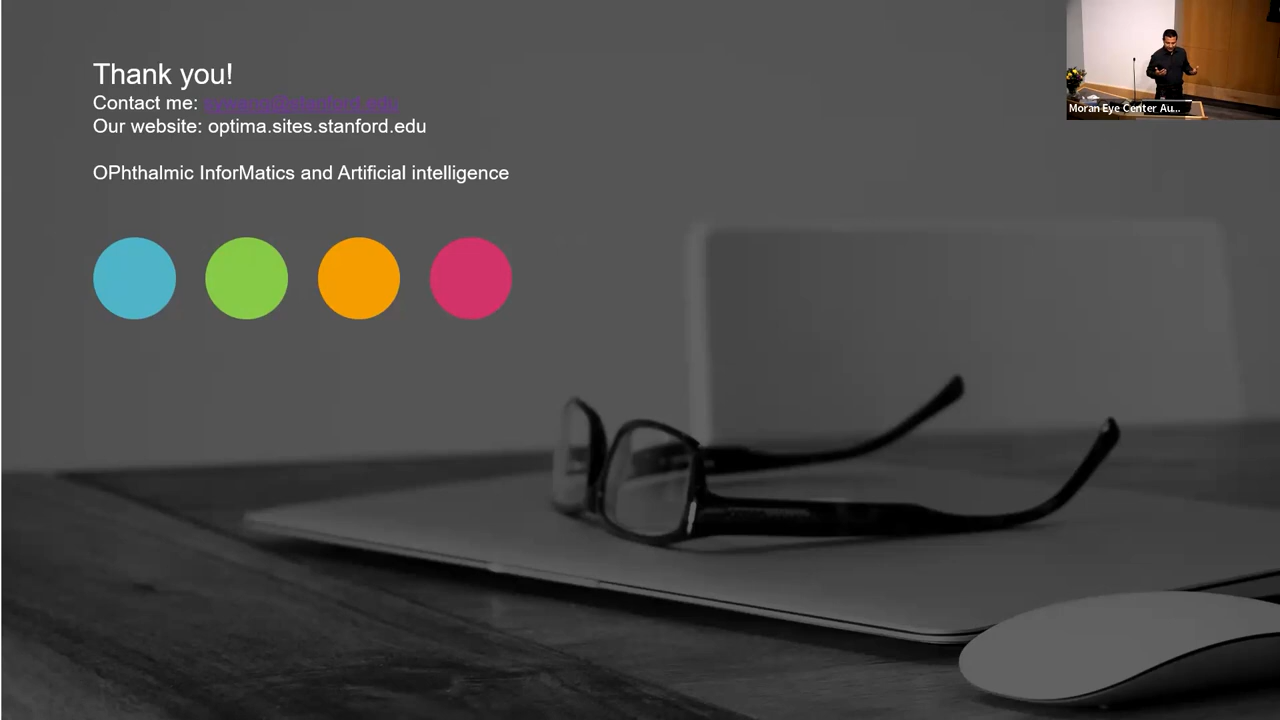 Thank you!
Contact me:
Our website: optima.sites.stanford.edu
OPhthalmic InforMatics and Artificial intelligence
Moran Eye Center Au...